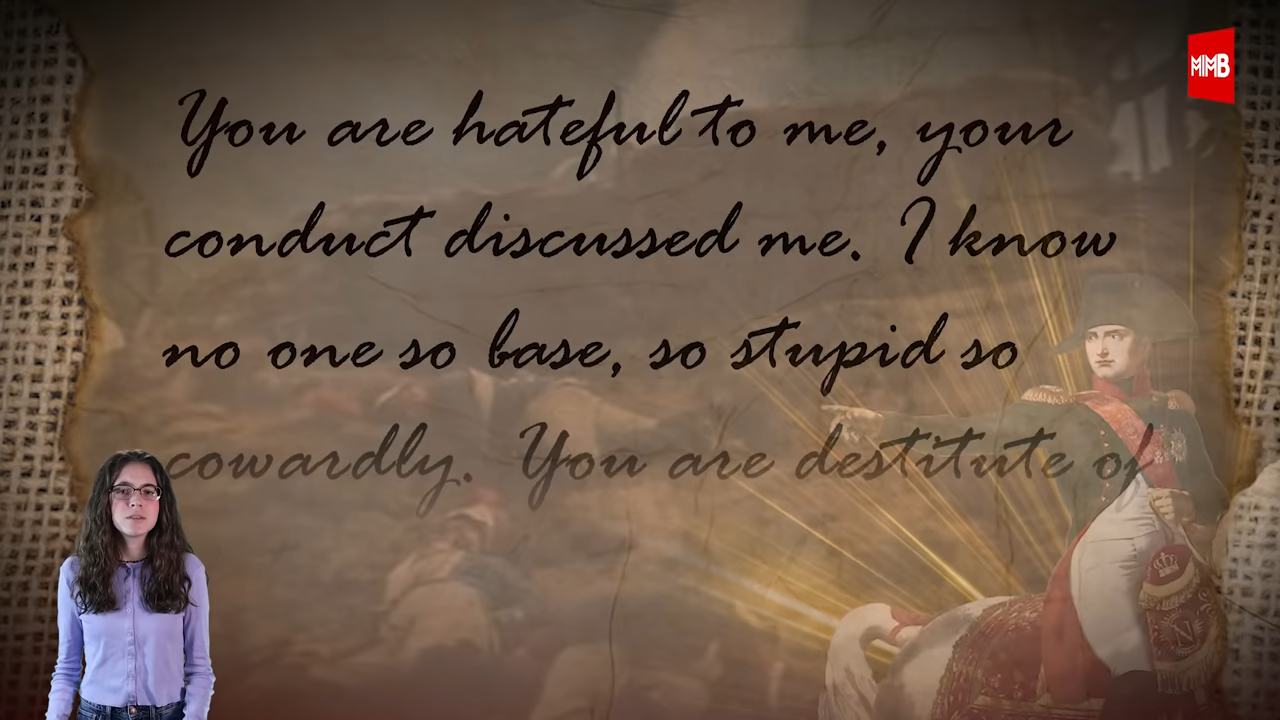 MIMB
You are hateful to me, your
conduct discussed me. I know
no one so base, so stupid so
cowardly. You are destitute of
N